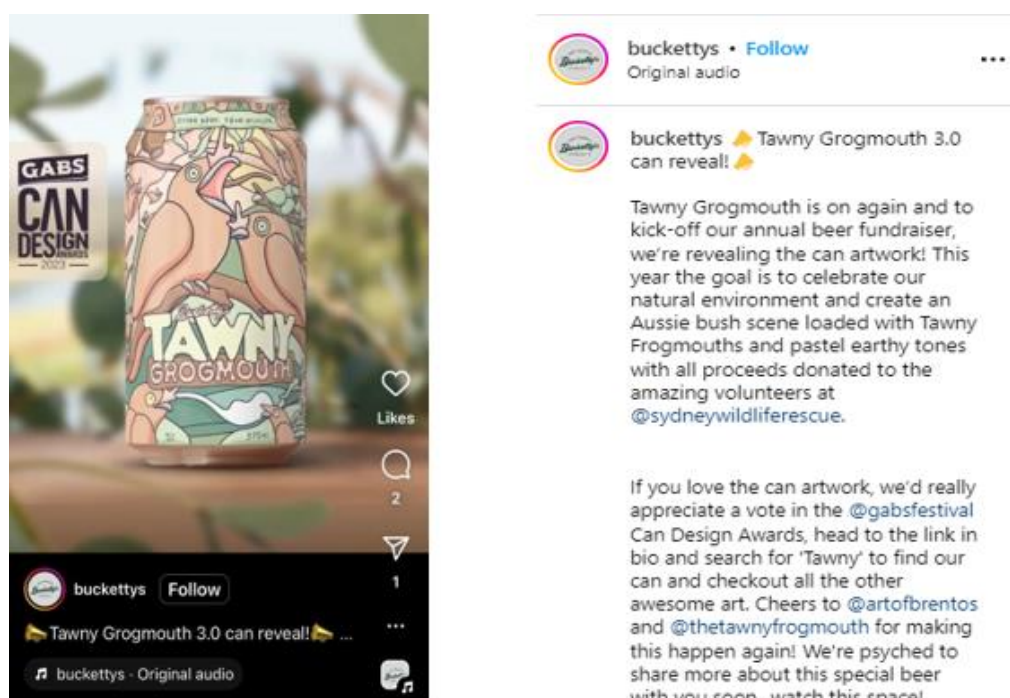 GABS
CAN
DESIGN
AWARDS
2023
TAWNY
GROGMOUTH
Likes
2
1
buckettys Follow
Tawny Grogmouth 3.0 can reveal! ...
buckettys · Original audio
buckettys • Follow
Original audio
buckettys Tawny Grogmouth 3.0
can reveal!
Tawny Grogmouth is on again and to
kick-off our annual beer fundraiser,
we're revealing the can artwork! This
year the goal is to celebrate our
natural environment and create an
Aussie bush scene loaded with Tawny
Frogmouths and pastel earthy tones
with all proceeds donated to the
amazing volunteers at
@sydneywildliferescue.
If you love the can artwork, we'd really
appreciate a vote in the @gabsfestival
Can Design Awards, head to the link in
bio and search for 'Tawny' to find our
can and checkout all the other
awesome art. Cheers to @artofbrentos
and @thetawnyfrogmouth for making
this happen again! We're psyched to
share more about this special beer
with you soon, watch this space!